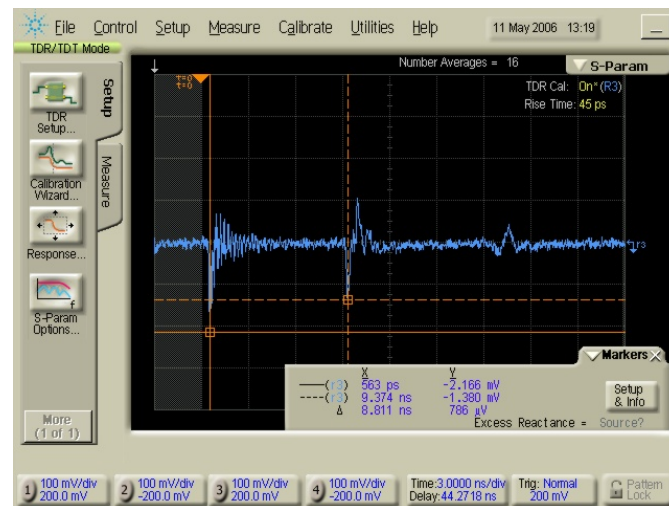 File Control Setup Measure Calibrate Utilities Help 11 May 2006 13:19
TDR/TDT Mode
Number Averages = 16
S-Param
τ=0
τ=0
TDR Cal: On*(R3)
Rise Time: 45 ps
Setup
Measure
TDR
Setup...
Calibration
Wizard...
Response...
f
S-Param
Options...
More
(1 of 1)
r3
Markers
X Y
(r3) 563 ps -2.166 mV
(r3) 9.374 ns -1.380 mV
Δ 8.811 ns 786 µV
Excess Reactance = Source?
Setup
& Info
1) 100 mV/div
200.0 mV
2) 100 mV/div
-200.0 mV
3) 100 mV/div
200.0 mV
4) 100 mV/div
-200.0 mV
Time:3.0000 ns/div
Delay:44.2718 ns
Trig: Normal
200 mV
Pattern
Lock